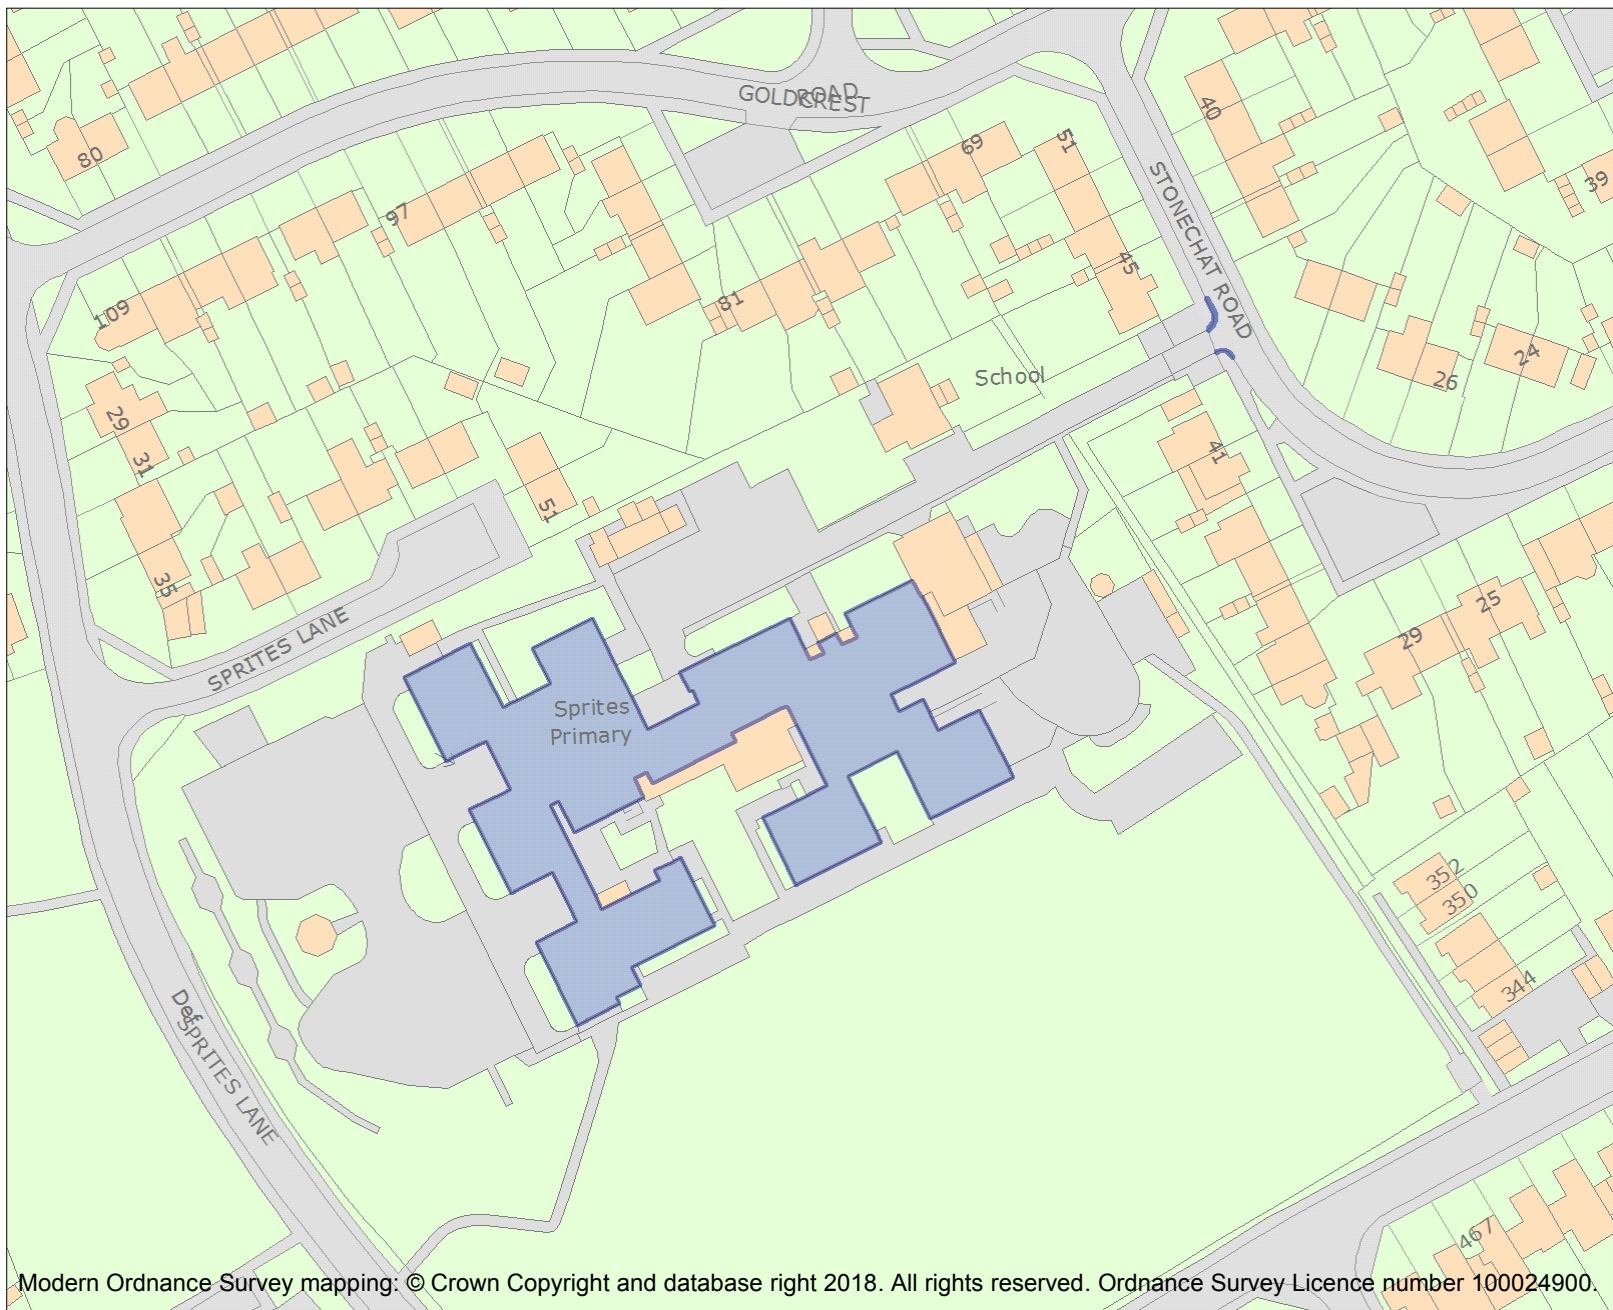 GOLDCREST
ROAD
80
97
69
51
40
39
STONECHAT ROAD
45
109
81
29
31
School
26
24
41
51
35
SPRITES LANE
25
29
Sprites
Primary
352
350
344
Def
SPRITES LANE
467
Modern Ordnance Survey mapping: © Crown Copyright and database right 2018. All rights reserved. Ordnance Survey Licence number 100024900.